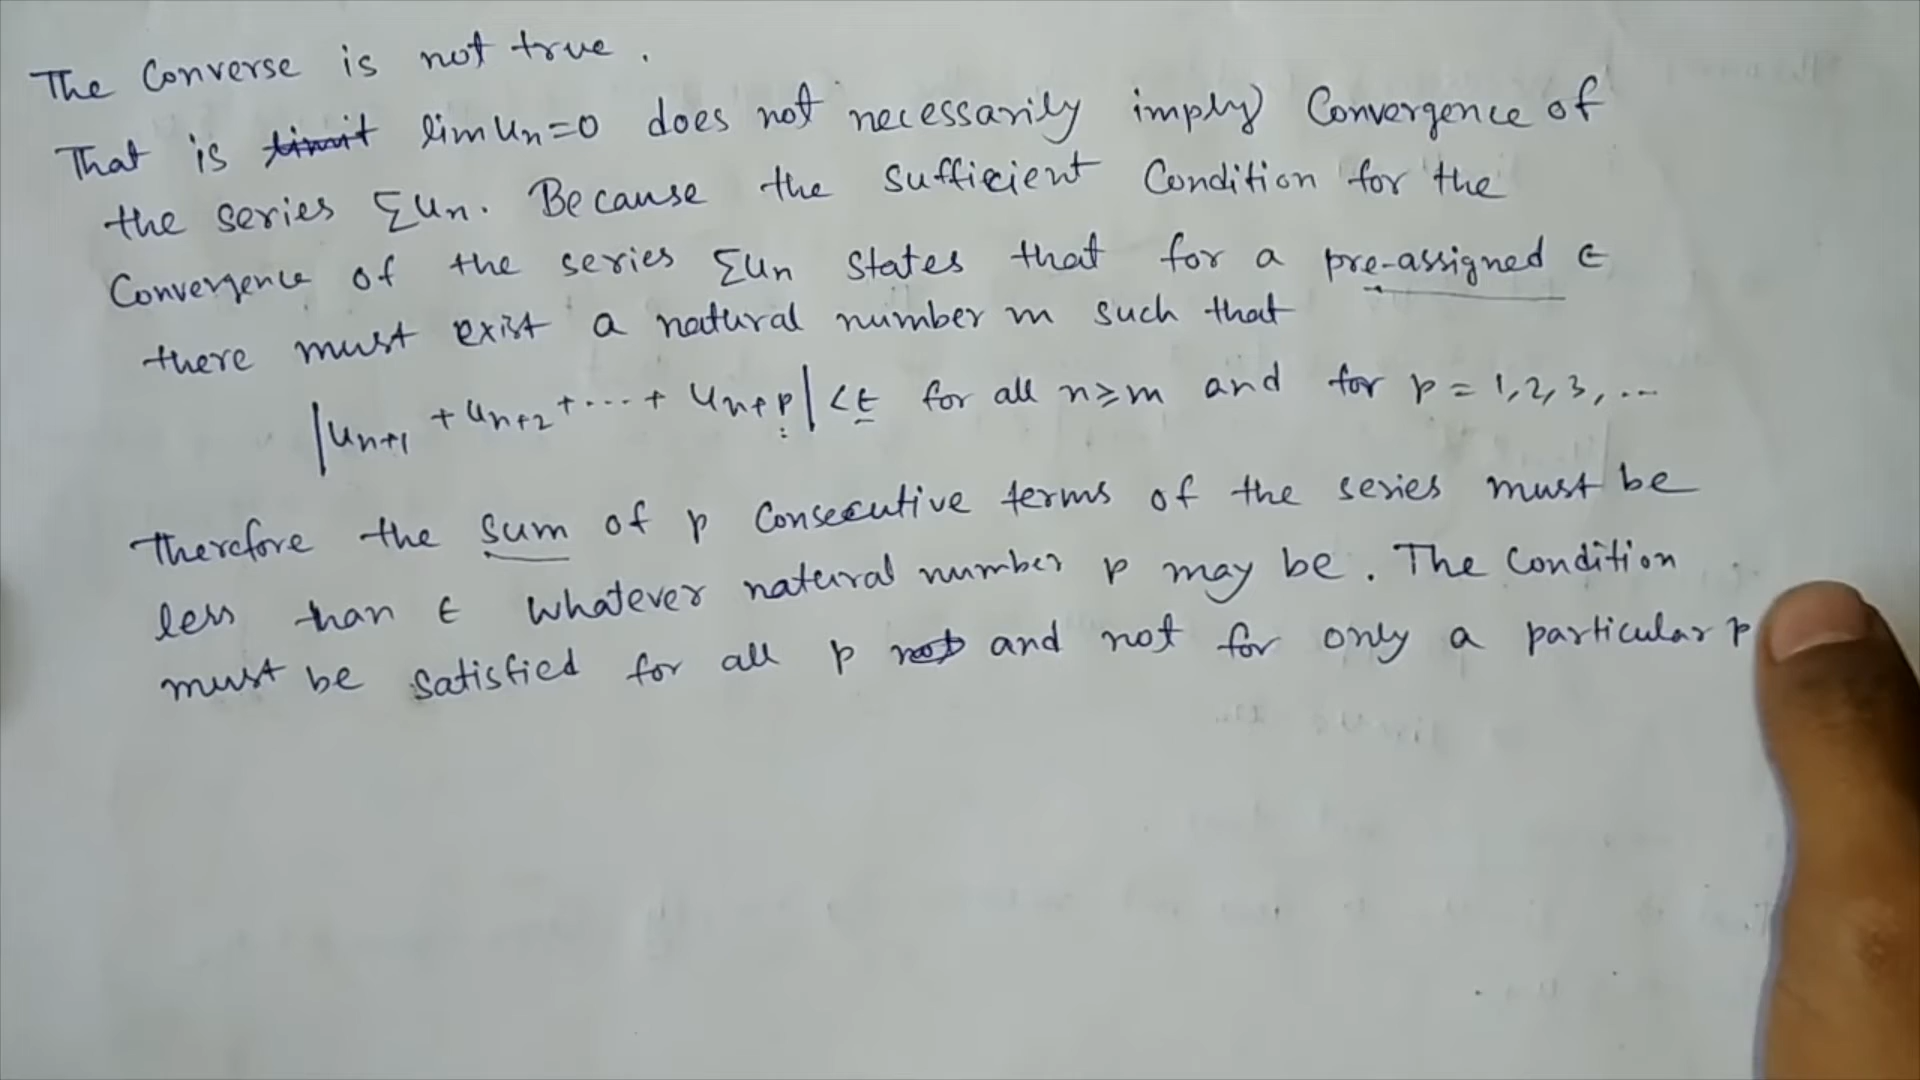 The Converse is not true.
That is limit lim un=0 does not necessarily imply Convergence of
the series Σun. Because the sufficient Condition for the
Convergence of the series Σun states that for a pre-assigned ϵ
there must exist a natural number m such that
|un+1 + un+2 + ... + un+p| < ϵ for all n≥m and for p = 1, 2, 3, ...
Therefore the sum of p Consecutive terms of the series must be
less than ϵ whatever natural number p may be. The Condition
must be satisfied for all p not and not for only a particular p